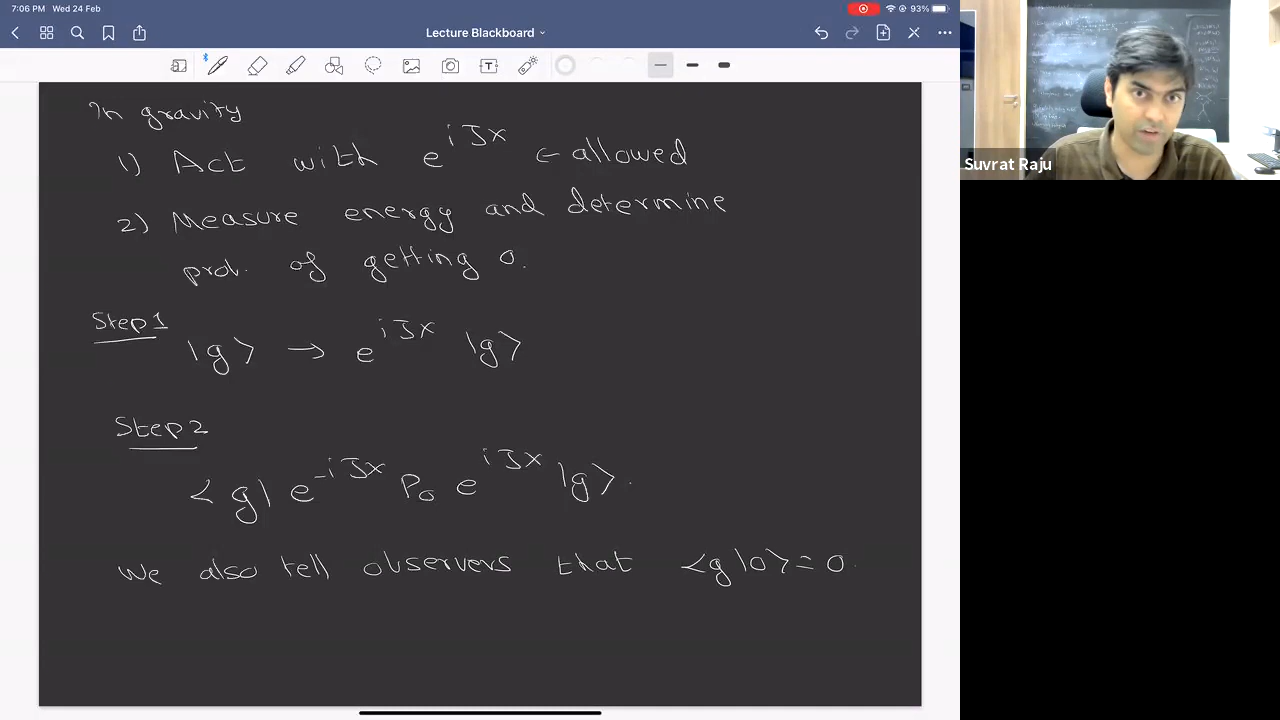 7:06 PM Wed 24 Feb
93%
Lecture Blackboard
In gravity
1) Act with e^{iJX} ← allowed
2) Measure energy and determine
prob. of getting 0.
Step 1
|g> → e^{iJX} |g>
Step 2
<g| e^{-iJX} P_0 e^{iJX} |g>.
We also tell observers that <g|0> = 0.
Suvrat Raju